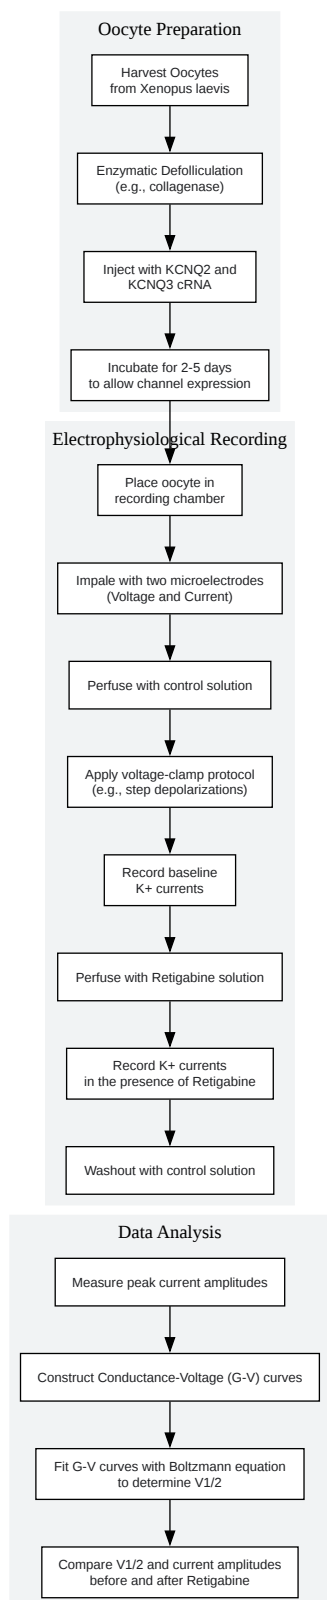 Oocyte Preparation
Harvest Oocytes
from Xenopus laevis
Enzymatic Defolliculation
(e.g., collagenase)
Inject with KCNQ2 and
KCNQ3 cRNA
Incubate for 2-5 days
to allow channel expression
Electrophysiological Recording
Place oocyte in
recording chamber
Impale with two microelectrodes
(Voltage and Current)
Perfuse with control solution
Apply voltage-clamp protocol
(e.g., step depolarizations)
Record baseline
K+ currents
Perfuse with Retigabine solution
Record K+ currents
in the presence of Retigabine
Washout with control solution
Data Analysis
Measure peak current amplitudes
Construct Conductance-Voltage (G-V) curves
Fit G-V curves with Boltzmann equation
to determine V1/2
Compare V1/2 and current amplitudes
before and after Retigabine